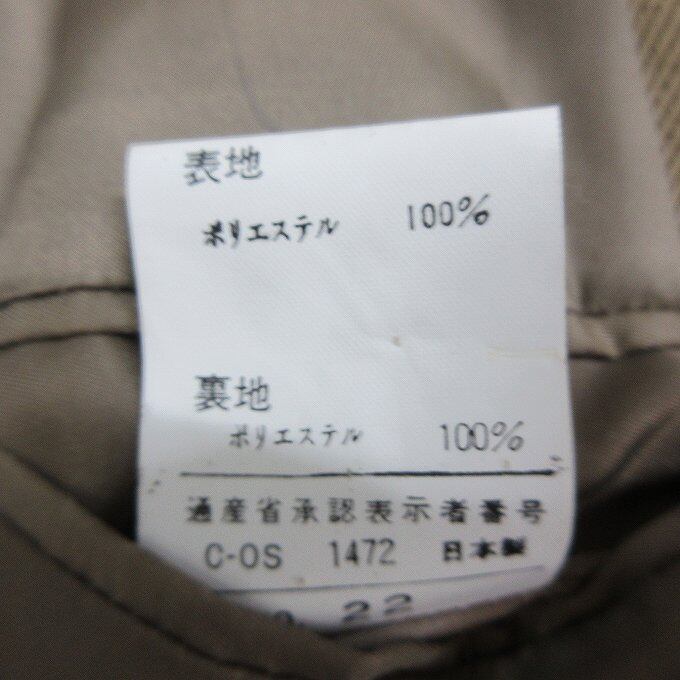 表地
ポリエステル 100%
裏地
ポリエステル 100%
通産省承認表示者番号
C-OS 1472 日本製
22